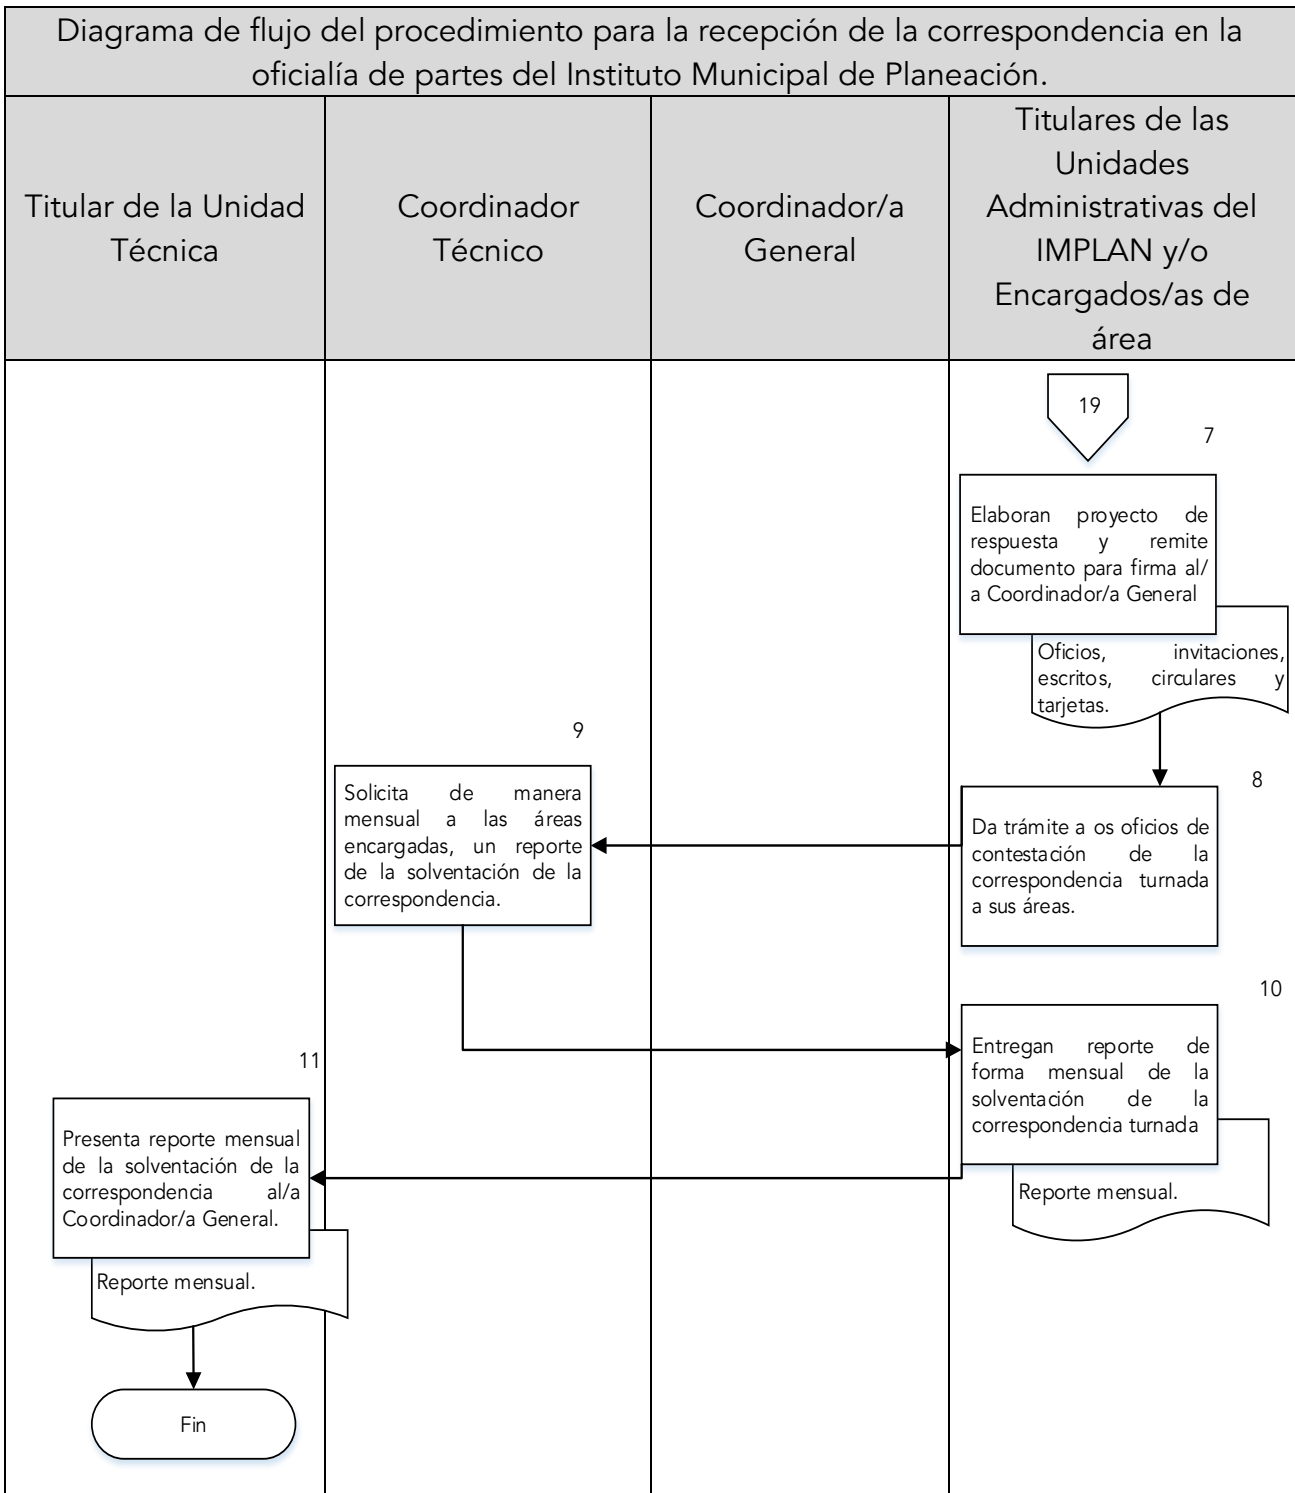 Diagrama de flujo del procedimiento para la recepción de la correspondencia en la
oficialía de partes del Instituto Municipal de Planeación.
Titular de la Unidad
Técnica
Coordinador
Técnico
Coordinador/a
General
Titulares de las
Unidades
Administrativas del
IMPLAN y/o
Encargados/as de
área
19
7
Elaboran proyecto de
respuesta y remite
documento para firma al/
a Coordinador/a General
Oficios, invitaciones,
escritos, circulares y
tarjetas.
8
Da trámite a os oficios de
contestación de la
correspondencia turnada
a sus áreas.
9
Solicita de manera
mensual a las áreas
encargadas, un reporte
de la solventación de la
correspondencia.
10
Entregan reporte de
forma mensual de la
solventación de la
correspondencia turnada
Reporte mensual.
11
Presenta reporte mensual
de la solventación de la
correspondencia al/a
Coordinador/a General.
Reporte mensual.
Fin